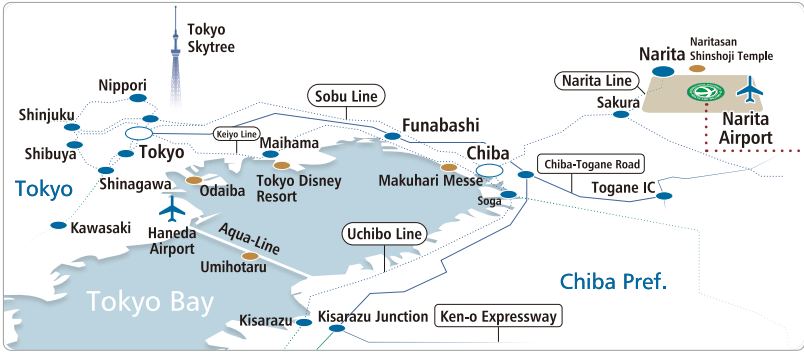 Tokyo
Skytree
Nippori
Shinjuku
Shibuya
Tokyo
Shinagawa
Tokyo
Kawasaki
Sobu Line
Keiyo Line
Maihama
Funabashi
Odaiba
Tokyo Disney
Resort
Makuhari Messe
Chiba
Soga
Haneda
Airport
Aqua-Line
Umihotaru
Uchibo Line
Tokyo Bay
Kisarazu
Kisarazu Junction
Ken-o Expressway
Chiba Pref.
Chiba-Togane Road
Togane IC
Sakura
Narita Line
Narita
Naritasan
Shinshoji Temple
Narita
Airport